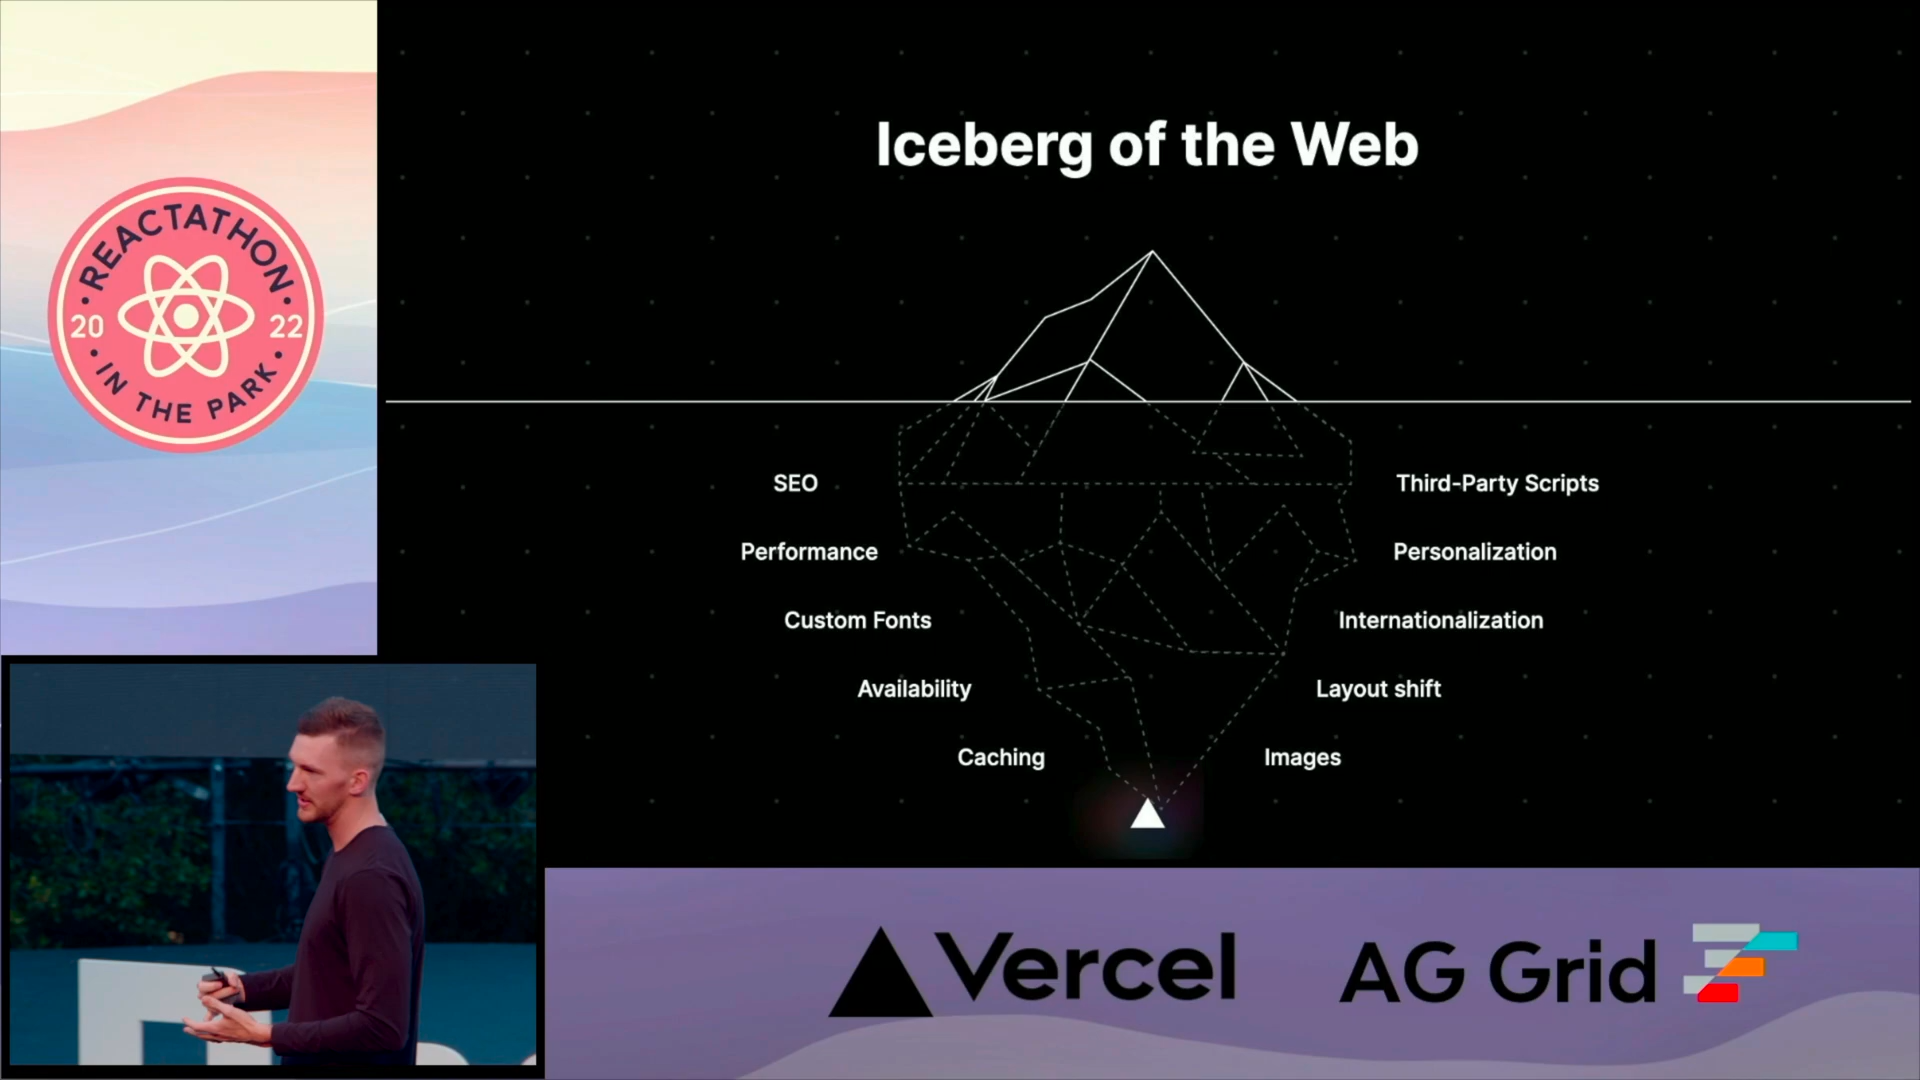 REACTATHON
20 22
IN THE PARK
Iceberg of the Web
SEO
Third-Party Scripts
Performance
Personalization
Custom Fonts
Internationalization
Availability
Layout shift
Caching
Images
Vercel
AG Grid